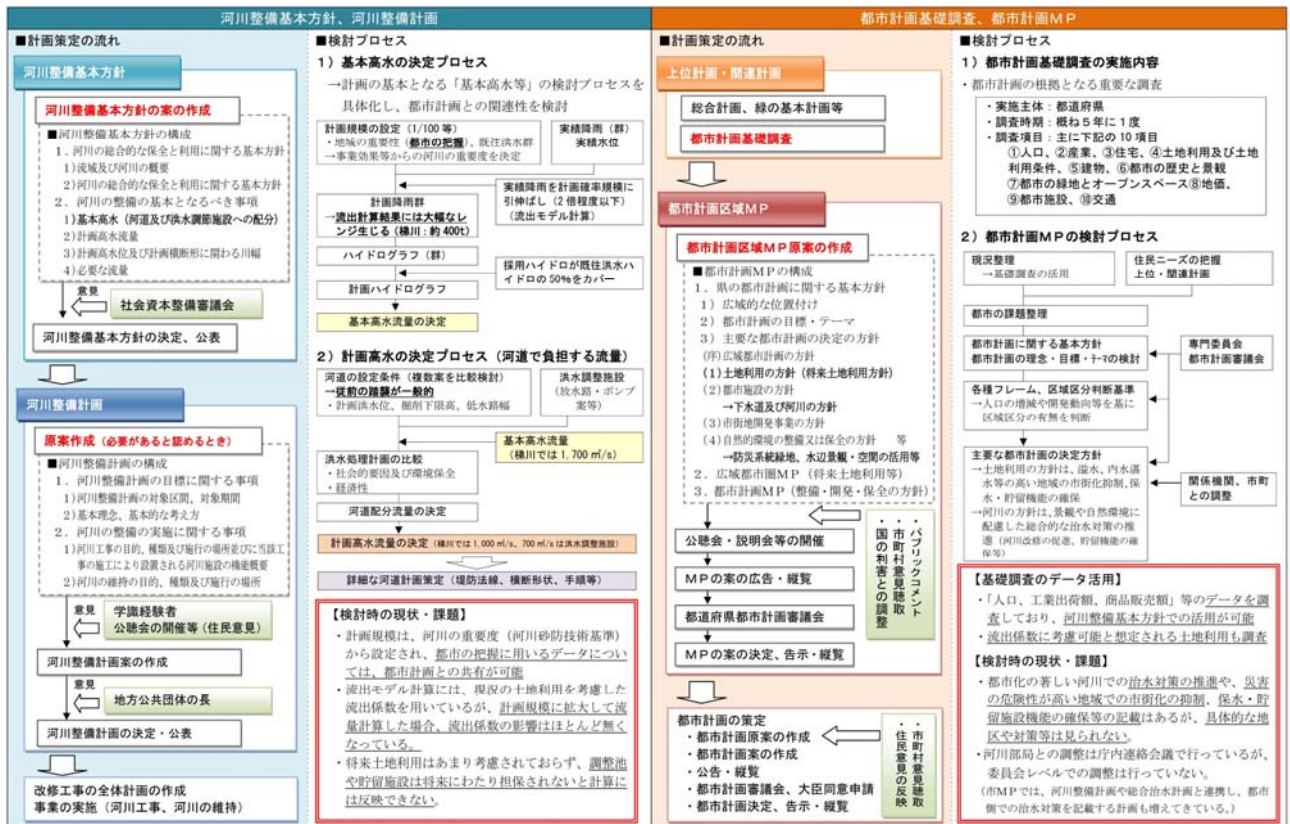 河川整備基本方針、河川整備計画
■計画策定の流れ
河川整備基本方針
河川整備基本方針の案の作成
■河川整備基本方針の構成
1．河川の総合的な保全と利用に関する基本方針
1)流域及び河川の概要
2)河川の総合的な保全と利用に関する基本方針
2．河川の整備の基本となるべき事項
1)基本高水（河道及び洪水調節施設への配分）
2)計画高水流量
3)計画高水位及び計画横断形に関わる川幅
4)必要な流量
意見
社会資本整備審議会
河川整備基本方針の決定、公表
河川整備計画
原案作成（必要があると認めるとき）
■河川整備計画の構成
1．河川整備計画の目標に関する事項
1)河川整備計画の対象区間、対象期間
2)基本理念、基本的な考え方
2．河川の整備の実施に関する事項
1)河川工事の目的、種類及び施行の場所並びに当該工
事の施工により設置される河川施設の機能概要
2)河川の維持の目的、種類及び施行の場所
意見
学識経験者
公聴会の開催等（住民意見）
河川整備計画案の作成
意見
地方公共団体の長
河川整備計画の決定・公表
改修工事の全体計画の作成
事業の実施（河川工事、河川の維持）
■検討プロセス
1）基本高水の決定プロセス
→計画の基本となる「基本高水等」の検討プロセスを
具体化し、都市計画との関連性を検討
計画規模の設定（1/100 等）
・地域の重要性（都市の把握）、既往洪水群
→事業効果等からの河川の重要度を決定
実績降雨（群）
実績水位
計画降雨群
→流出計算結果には大幅なレ
ンジ生じる（梯川：約400t）
実績降雨を計画確率規模に
引伸ばし（2 倍程度以下）
（流出モデル計算）
ハイドログラフ（群）
採用ハイドロが既往洪水ハ
イドロの 50%をカバー
計画ハイドログラフ
基本高水流量の決定
2）計画高水の決定プロセス（河道で負担する流量）
河道の設定条件（複数案を比較検討）
→従前の踏襲が一般的
・計画洪水位、掘削下限高、低水路幅
洪水調整施設
（放水路・ポンプ
案等）
基本高水流量
（梯川では 1,700 ㎥/s）
洪水処理計画の比較
・社会的要因及び環境保全
・経済性
河道配分流量の決定
計画高水流量の決定（梯川では 1,000 ㎥/s、700 ㎥/s は洪水調整施設）
詳細な河道計画策定（堤防法線、横断形状、手順等）
【検討時の現状・課題】
・計画規模は、河川の重要度（河川砂防技術基準）
から設定され、都市の把握に用いるデータについ
ては、都市計画との共有が可能
・流出モデル計算には、現況の土地利用を考慮した
流出係数を用いているが、計画規模に拡大して流
量計算した場合、流出係数の影響はほとんど無く
なっている。
・将来土地利用はあまり考慮されておらず、調整池
や貯留施設は将来にわたり担保されないと計算に
は反映できない。
都市計画基礎調査、都市計画MP
■計画策定の流れ
上位計画・関連計画
総合計画、緑の基本計画等
都市計画基礎調査
都市計画区域MP
都市計画区域MP原案の作成
■都市計画MPの構成
1．県の都市計画に関する基本方針
1）広域的な位置付け
2）都市計画の目標・テーマ
3）主要な都市計画の決定の方針
(序)広域都市計画の方針
(1)土地利用の方針（将来土地利用方針）
(2)都市施設の方針
→下水道及び河川の方針
(3)市街地開発事業の方針
(4)自然的環境の整備又は保全の方針　等
→防災系統緑地、水辺景観・空間の活用等
2．広域都市圏MP（将来土地利用等）
3．都市計画MP（整備・開発・保全の方針）
公聴会・説明会等の開催
MPの案の広告・縦覧
都道府県都市計画審議会
MPの案の決定、告示・縦覧
・パブリックコメント
・市町村意見聴取
・国の利害との調整
都市計画の策定
・都市計画原案の作成
・都市計画案の作成
・公告・縦覧
・都市計画審議会、大臣同意申請
・都市計画決定、告示・縦覧
・市町村意見聴取
・住民意見の反映
■検討プロセス
1）都市計画基礎調査の実施内容
・都市計画の根拠となる重要な調査
・実施主体：都道府県
・調査時期：概ね５年に１度
・調査項目：主に下記の 10 項目
①人口、②産業、③住宅、④土地利用及び土地
利用条件、⑤建物、⑥都市の歴史と景観
⑦都市の緑地とオープンスペース⑧地価、
⑨都市施設、⑩交通
2）都市計画MPの検討プロセス
現況整理
→基礎調査の活用
住民ニーズの把握
上位・関連計画
都市の課題整理
都市計画に関する基本方針
都市計画の理念・目標・ﾃｰﾏの検討
専門委員会
都市計画審議会
各種フレーム、区域区分判断基準
→人口の増減や開発動向等を基に
区域区分の有無を判断
主要な都市計画の決定方針
→土地利用の方針は、溢水、内水湛
水等の高い地域の市街化抑制、保
水・貯留機能の確保
→河川の方針は、景観や自然環境に
配慮した総合的な治水対策の推
進（河川改修の促進、貯留機能の確
保等）
関係機関、市町
との調整
【基礎調査のデータ活用】
・「人口、工業出荷額、商品販売額」等のデータを調
査しており、河川整備基本方針での活用が可能
・流出係数に考慮可能と想定される土地利用も調査
【検討時の現状・課題】
・都市化の著しい河川での治水対策の推進や、災害
の危険性が高い地域での市街化の抑制、保水・貯
留施設機能の確保等の記載はあるが、具体的な地
区や対策等は見られない。
・河川部局との調整は庁内連絡会議で行っているが、
委員会レベルでの調整は行っていない。
（市MPでは、河川整備計画や総合治水計画と連携し、都市
側での治水対策を記載する計画も増えてきている。）